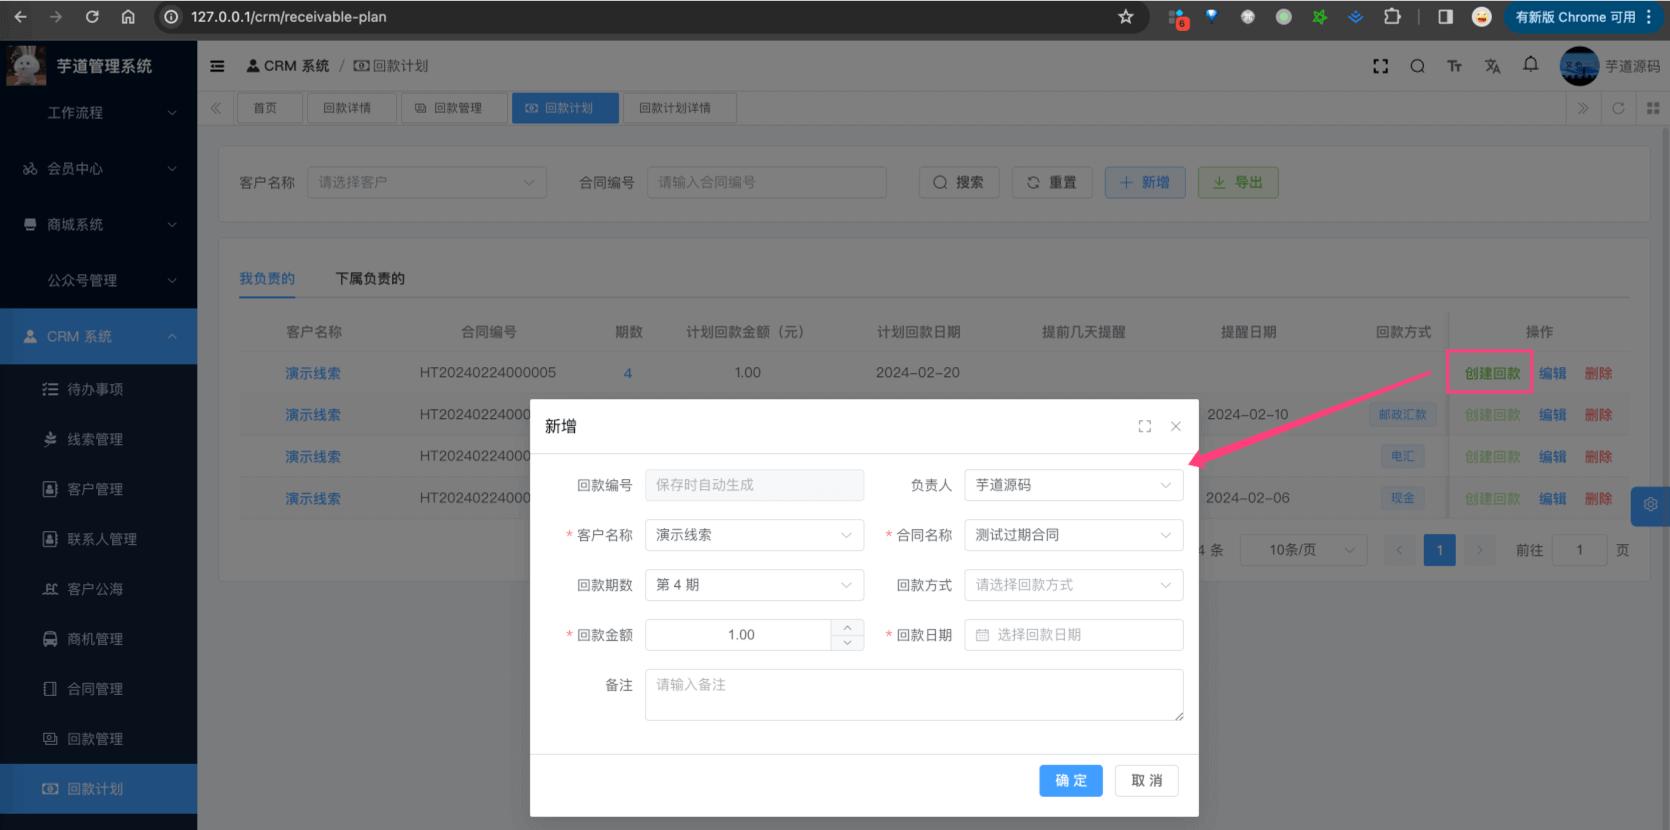 127.0.0.1/crm/receivable-plan
6
有新版 Chrome 可用
芋道管理系统
CRM 系统 / 回款计划
芋道源码
首页
回款详情
回款管理
回款计划
回款计划详情
工作流程
会员中心
商城系统
公众号管理
CRM 系统
待办事项
线索管理
客户管理
联系人管理
客户公海
商机管理
合同管理
回款管理
回款计划
客户名称 请选择客户 合同编号 请输入合同编号 搜索 重置 新增 导出
我负责的 下属负责的
客户名称 合同编号 期数 计划回款金额（元） 计划回款日期 提前几天提醒 提醒日期 回款方式 操作
演示线索 HT20240224000005 4 1.00 2024-02-20 创建回款 编辑 删除
演示线索 HT20240224000 2024-02-10 邮政汇款 创建回款 编辑 删除
演示线索 HT20240224000 电汇 创建回款 编辑 删除
演示线索 HT20240224000 2024-02-06 现金 创建回款 编辑 删除
4 条 10条/页 1 前往 1 页
新增
回款编号 保存时自动生成 负责人 芋道源码
* 客户名称 演示线索 * 合同名称 测试过期合同
回款期数 第 4 期 回款方式 请选择回款方式
* 回款金额 1.00 * 回款日期 选择回款日期
备注 请输入备注
确 定 取 消